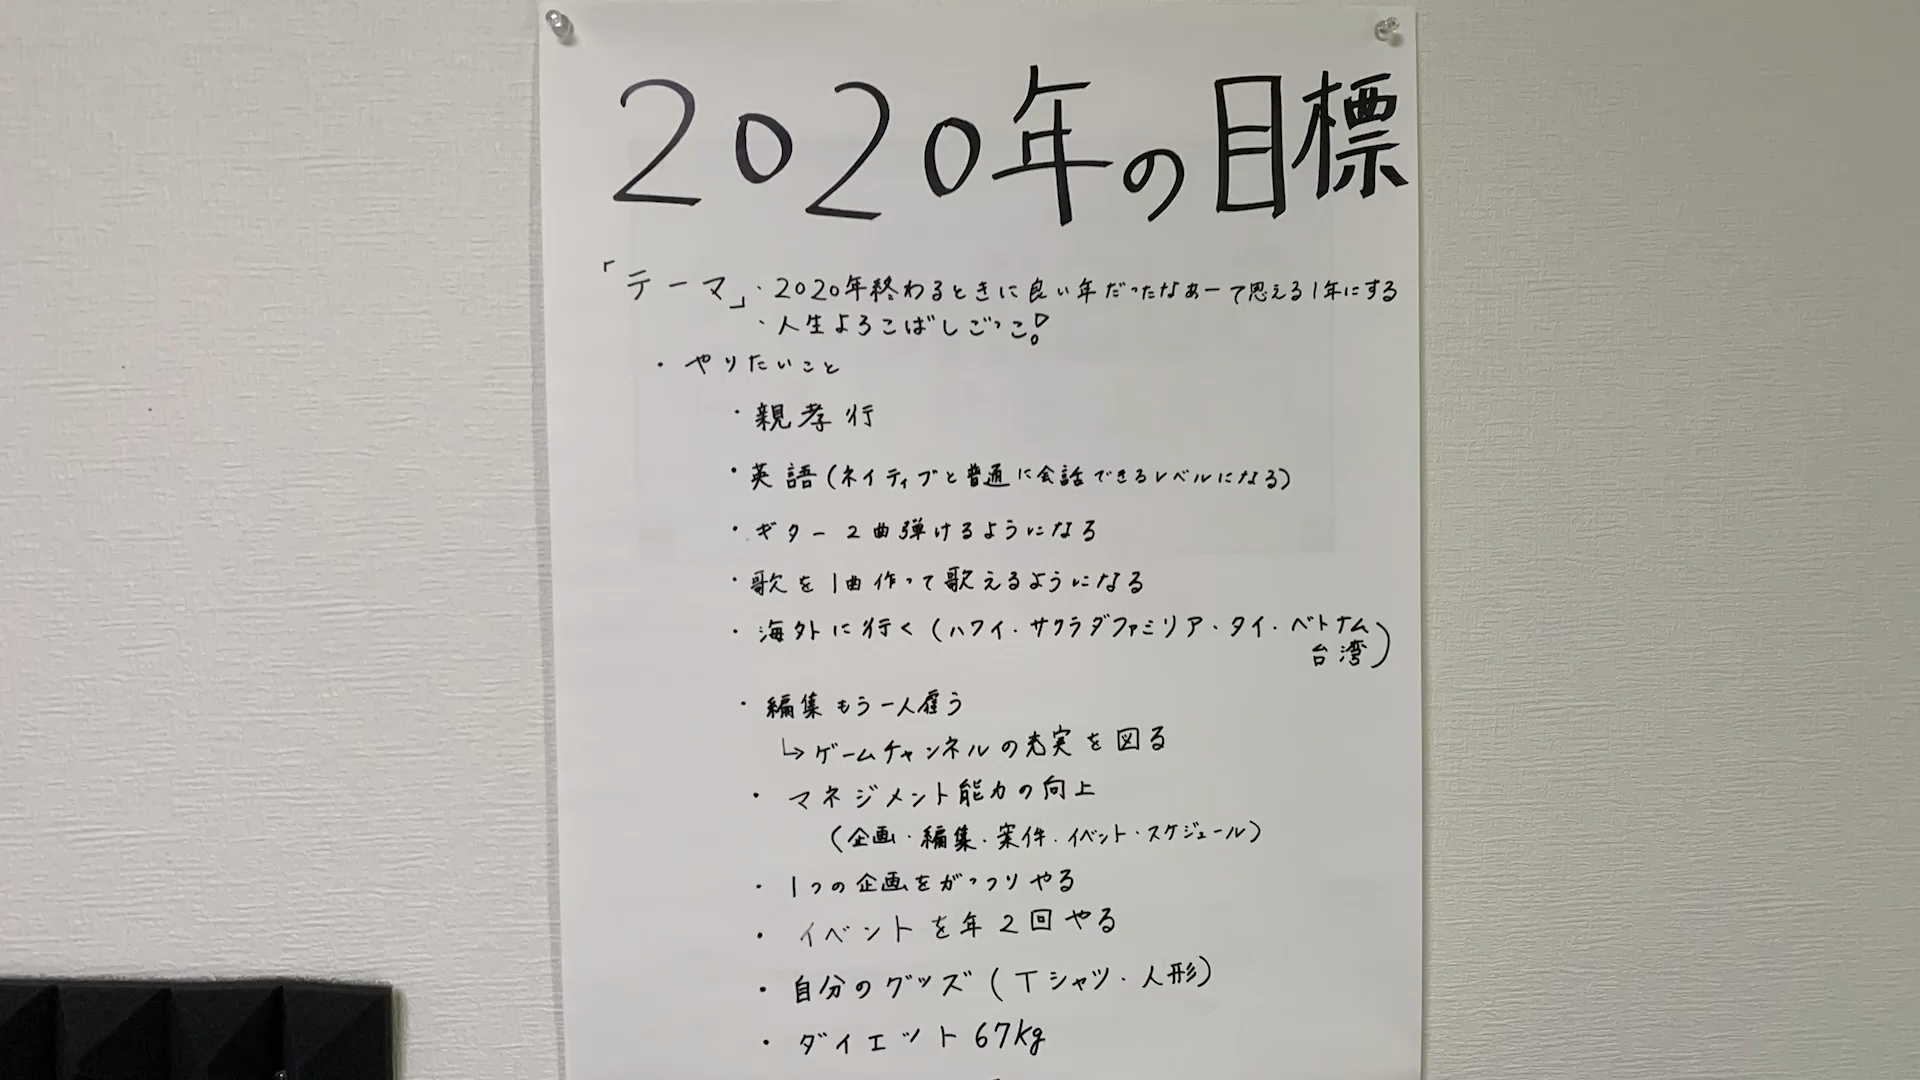 2020年の目標
「テーマ」・2020年終わるときに良い年だったなあーて思える1年にする
・人生よろこばしごっこ!
・やりたいこと
・親孝行
・英語(ネイティブと普通に会話できるレベルになる)
・ギター2曲弾けるようになる
・歌を1曲作って歌えるようになる
・海外に行く(ハワイ・サクラダファミリア・タイ・ベトナム
台湾)
・編集もう一人雇う
↳ゲームチャンネルの充実を図る
・マネジメント能力の向上
(企画・編集・案件・イベント・スケジュール)
・1つの企画をがっつりやる
・イベントを年2回やる
・自分のグッズ(Tシャツ・人形)
・ダイエット67kg